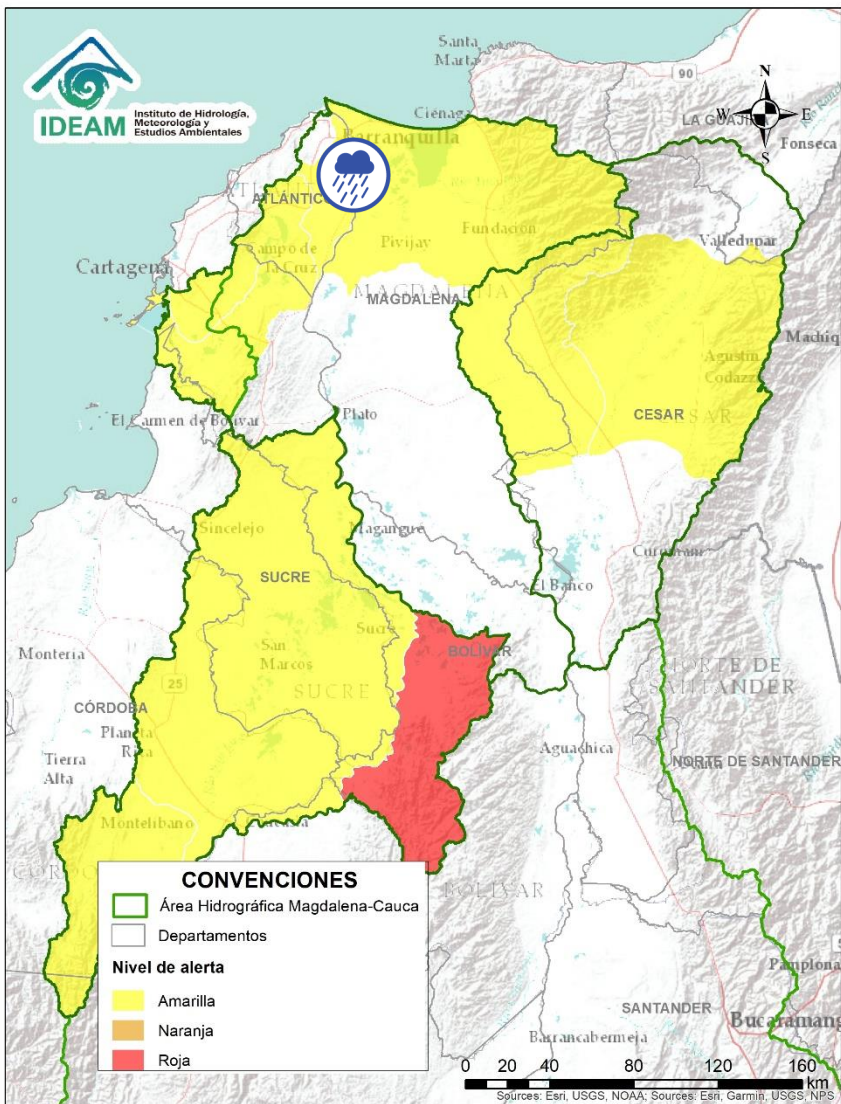 IDEAM
Instituto de Hidrología,
Meteorología y
Estudios Ambientales
Santa
Marta
90
N
W
E
S
LA GUAJIRA
Fonseca
Ciénaga
Barranquilla
ATLÁNTICO
Valledupar
Cartagena
Campo de
la Cruz
Pivijay
Fundación
MAGDALENA
MAGDALENA
Agustín
Codazzi
CESAR
CESAR
El Carmen de Bolívar
Plato
Sincelejo
Magangue
SUCRE
El Banco
San
Marcos
Sucre
BOLÍVAR
Montería
SUCRE
25
CÓRDOBA
Planeta
Rica
NORTE DE
SANTANDER
Tierra
Alta
Aguachica
NORTE DE SANTANDER
Montelíbano
BOLÍVAR
CONVENCIONES
Área Hidrográfica Magdalena-Cauca
Departamentos
Nivel de alerta
Amarilla
Naranja
Roja
Pamplona
SANTANDER
Bucaramang
Barrancabermeja
0 20 40 80 120 160
km
Sources: Esri, USGS, NOAA; Sources: Esri, Garmin, USGS, NPS